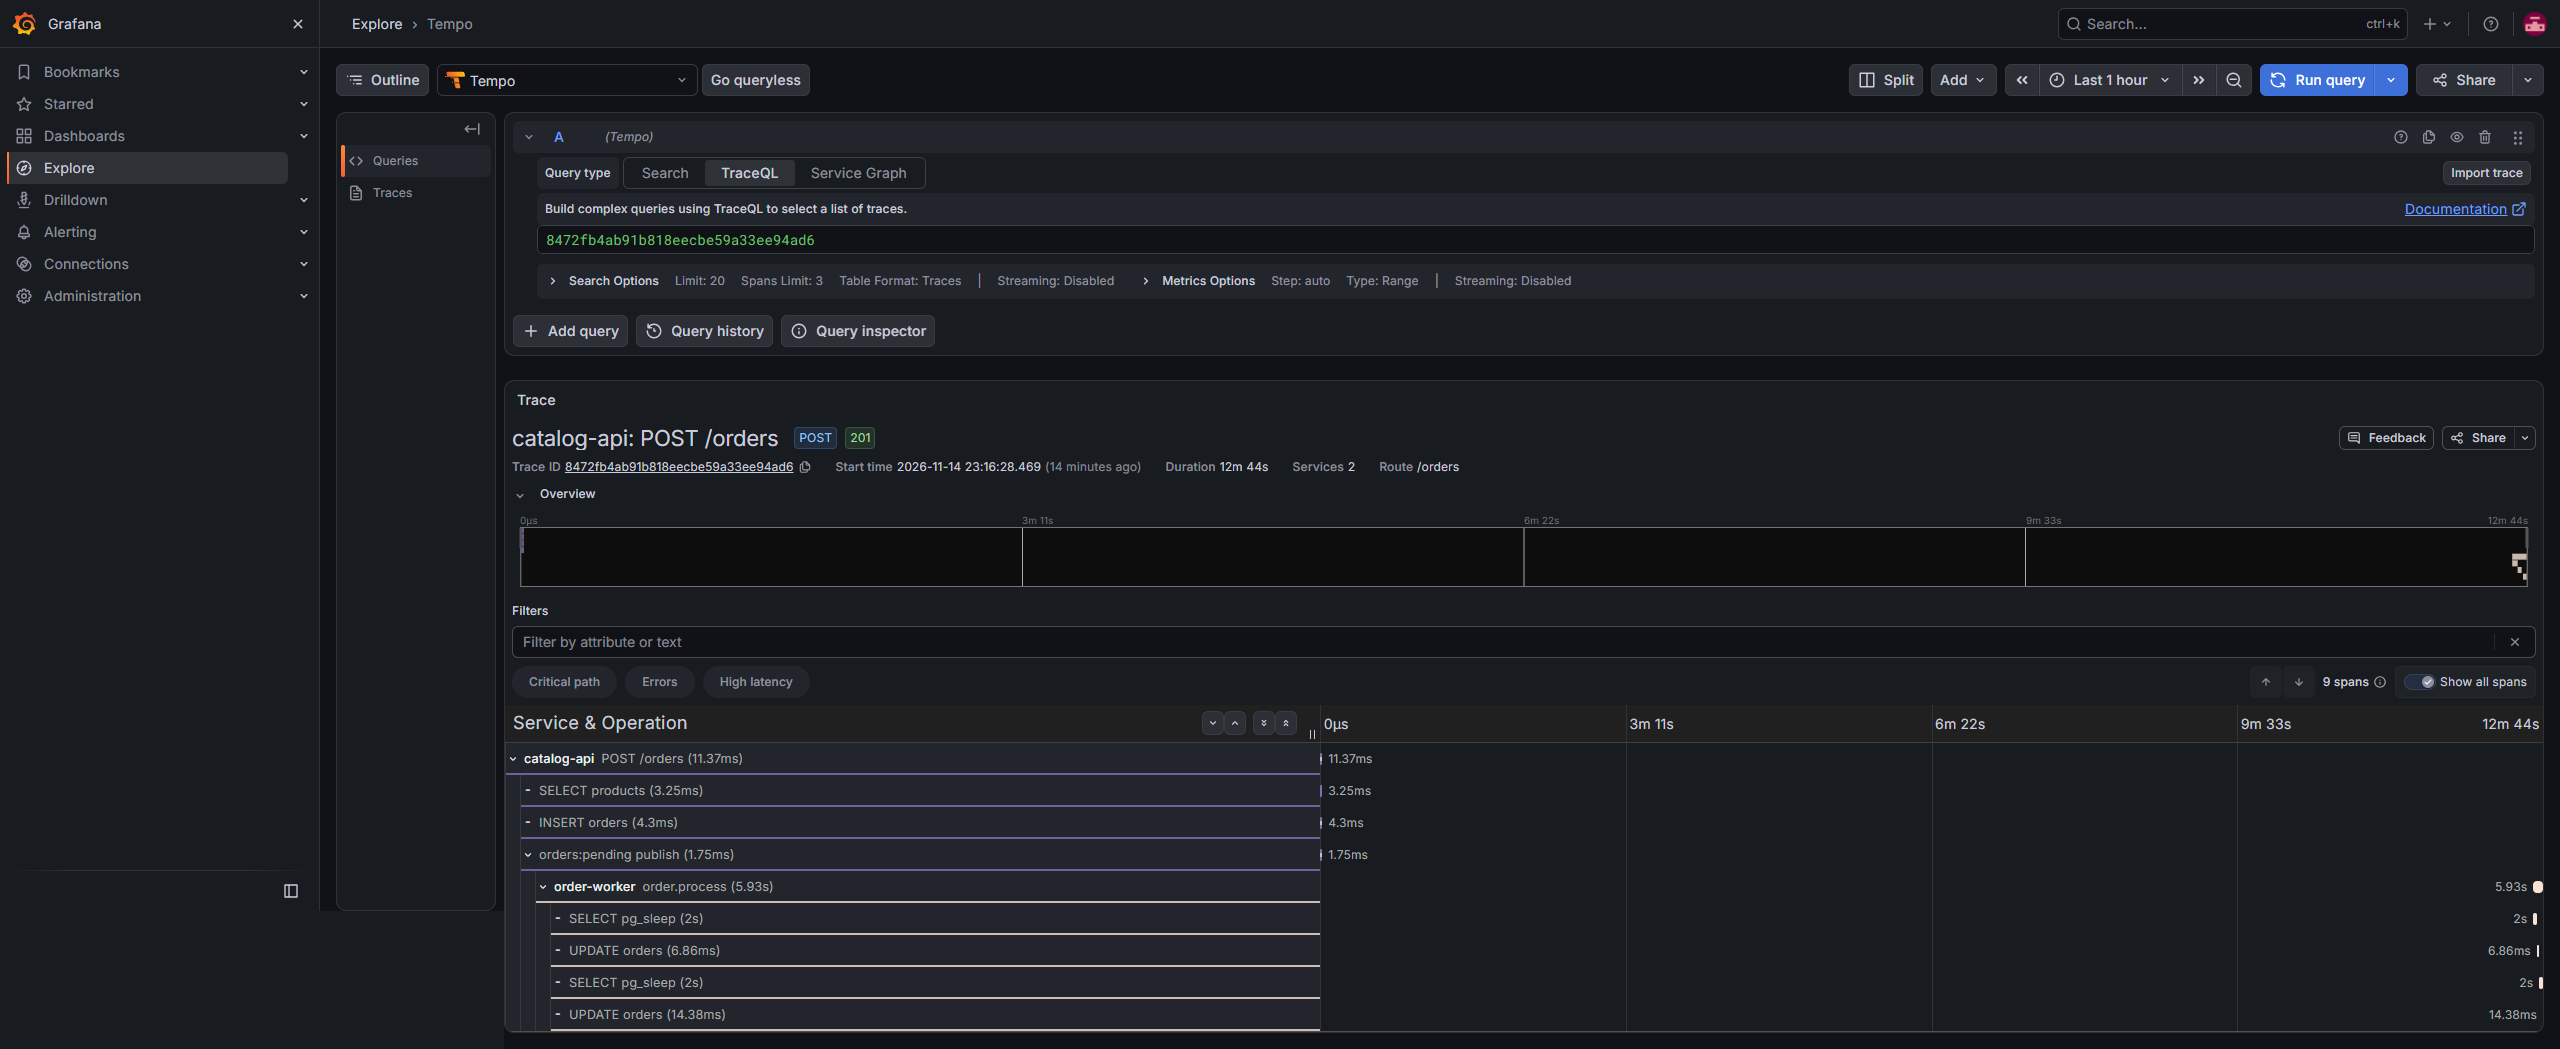 Grafana
Explore › Tempo
Search... ctrl+k
Bookmarks
Starred
Dashboards
Explore
Drilldown
Alerting
Connections
Administration
Outline
Tempo
Go queryless
Split
Add
Last 1 hour
Run query
Share
Queries
Traces
A (Tempo)
Query type
Search
TraceQL
Service Graph
Import trace
Build complex queries using TraceQL to select a list of traces.
Documentation
8472fb4ab91b818eecbe59a33ee94ad6
Search Options Limit: 20 Spans Limit: 3 Table Format: Traces | Streaming: Disabled
Metrics Options Step: auto Type: Range | Streaming: Disabled
Add query
Query history
Query inspector
Trace
catalog-api: POST /orders POST 201
Feedback
Share
Trace ID 8472fb4ab91b818eecbe59a33ee94ad6 Start time 2026-11-14 23:16:28.469 (14 minutes ago) Duration 12m 44s Services 2 Route /orders
Overview
0μs 3m 11s 6m 22s 9m 33s 12m 44s
Filters
Filter by attribute or text
Critical path
Errors
High latency
9 spans
Show all spans
Service & Operation
0μs 3m 11s 6m 22s 9m 33s 12m 44s
catalog-api POST /orders (11.37ms) 11.37ms
SELECT products (3.25ms) 3.25ms
INSERT orders (4.3ms) 4.3ms
orders:pending publish (1.75ms) 1.75ms
order-worker order.process (5.93s) 5.93s
SELECT pg_sleep (2s) 2s
UPDATE orders (6.86ms) 6.86ms
SELECT pg_sleep (2s) 2s
UPDATE orders (14.38ms) 14.38ms